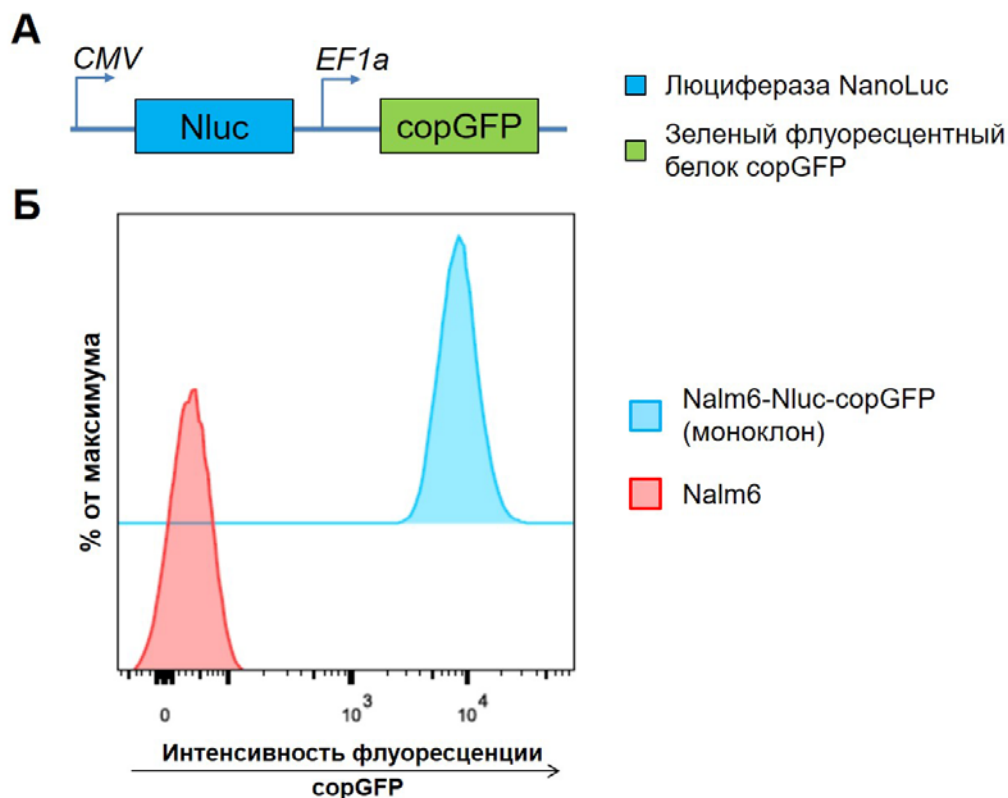 А
CMV
EF1a
Nluc
copGFP
Люцифераза NanoLuc
Зеленый флуоресцентный
белок copGFP
Б
% от максимума
Nalm6-Nluc-copGFP
(моноклон)
Nalm6
0
10³
10⁴
Интенсивность флуоресценции
copGFP